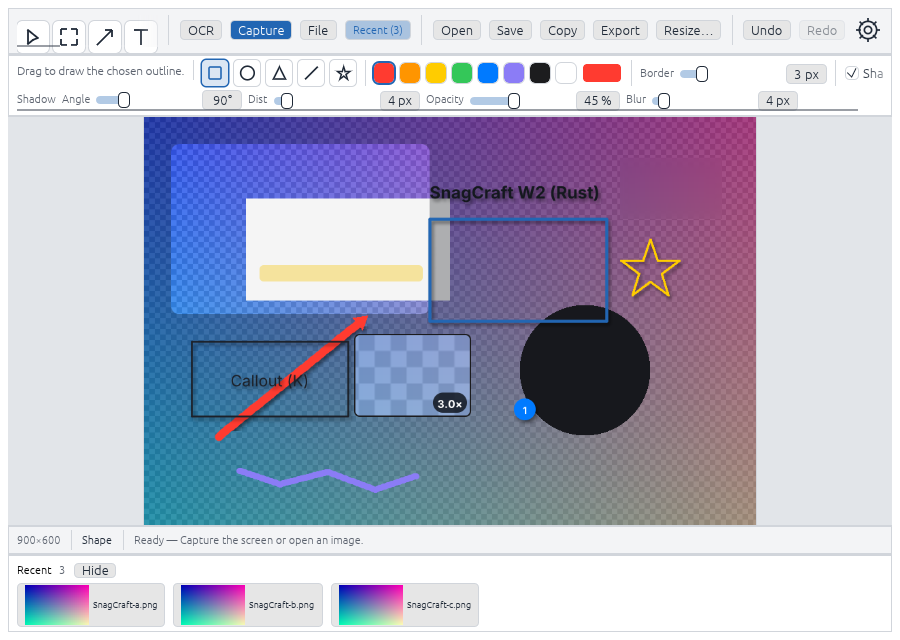 T OCR Capture File Recent (3) Open Save Copy Export Resize... Undo Redo
Drag to draw the chosen outline. Border 3 px Sha
Shadow Angle 90° Dist 4 px Opacity 45 % Blur 4 px
SnagCraft W2 (Rust)
Callout (K)
3.0×
1
900×600 Shape Ready — Capture the screen or open an image.
Recent 3 Hide
SnagCraft-a.png SnagCraft-b.png SnagCraft-c.png